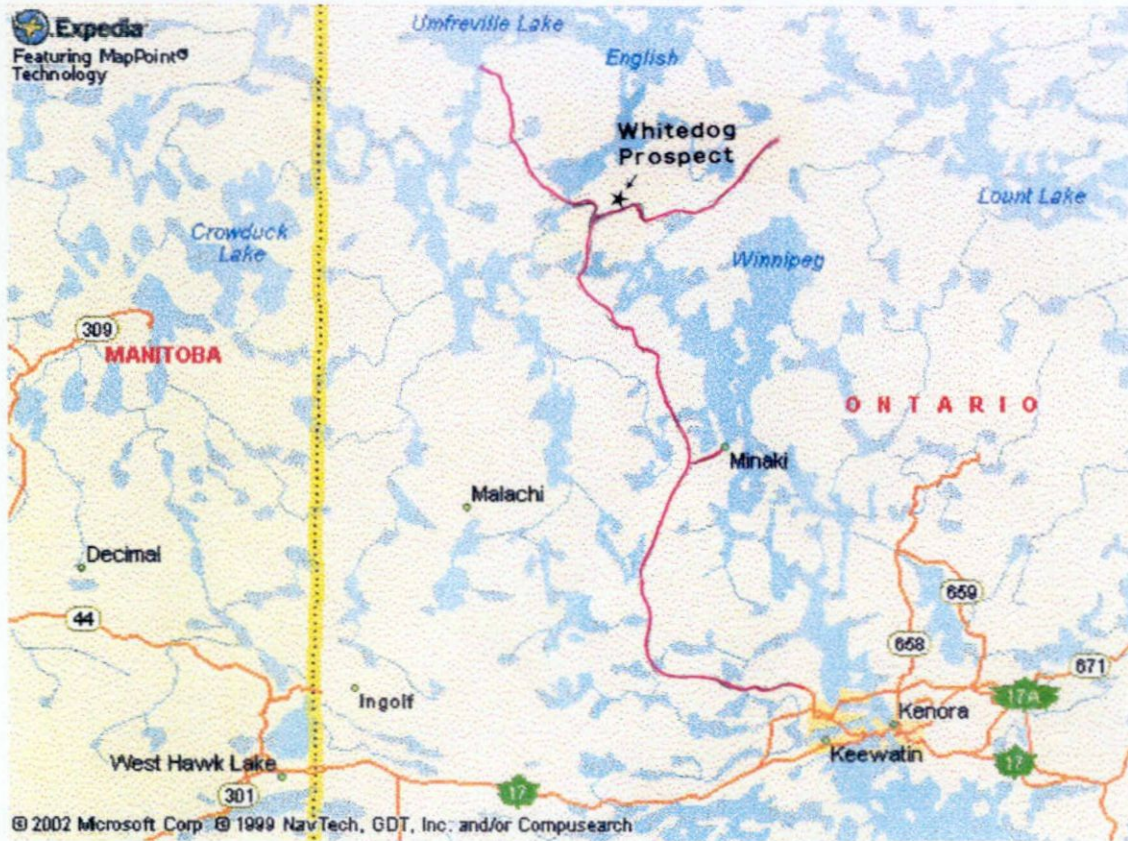 Expedia
Featuring MapPoint®
Technology
Umfreville Lake
English
Whitedog
Prospect
Lount Lake
Crowduck
Lake
Winnipeg
309
MANITOBA
ONTARIO
Minaki
Malachi
Decimal
659
44
658
671
Ingolf
17A
Kenora
Keewatin
West Hawk Lake
17
301
17
© 2002 Microsoft Corp © 1999 NavTech, GDT, Inc. and/or Compusearch